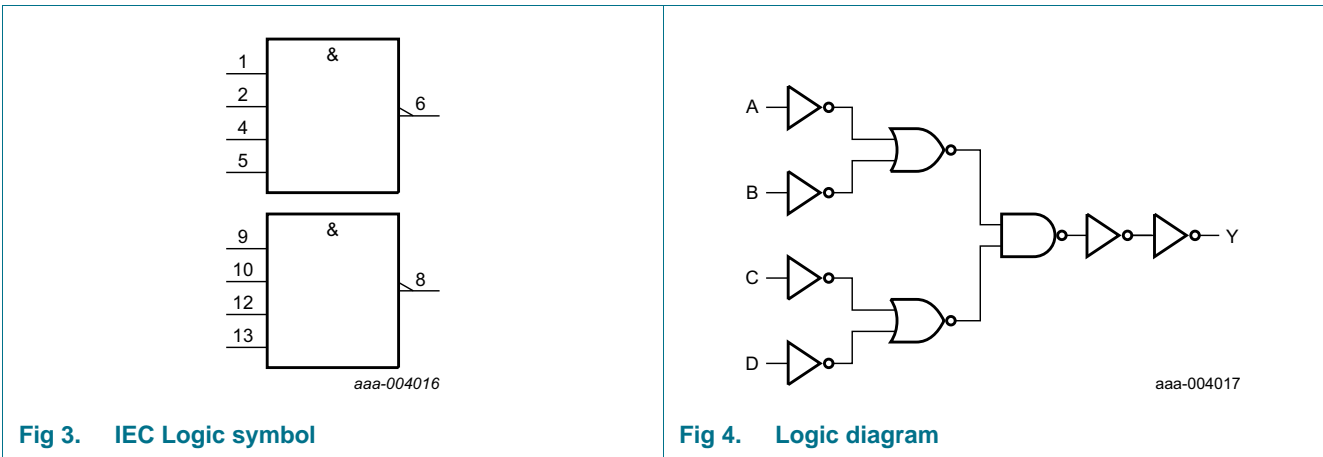 &
1
2
4
5
6
&
9
10
12
13
8
aaa-004016
Fig 3. IEC Logic symbol
A
B
C
D
Y
aaa-004017
Fig 4. Logic diagram